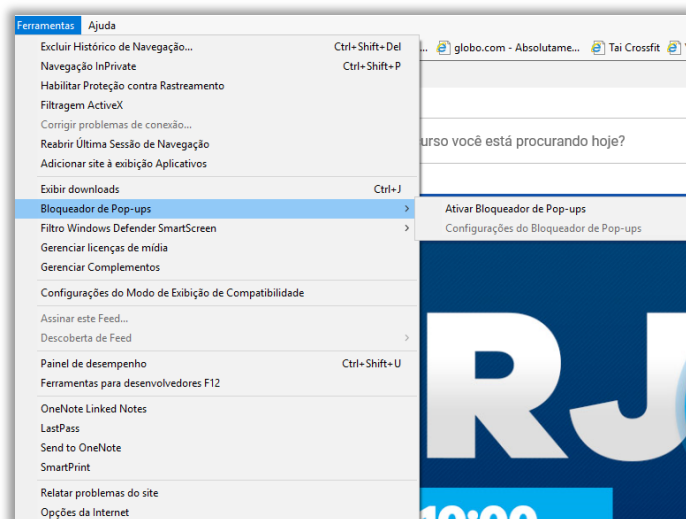 Ferramentas Ajuda
Excluir Histórico de Navegação... Ctrl+Shift+Del
... globo.com - Absolutame... Tai Crossfit
Navegação InPrivate Ctrl+Shift+P
Habilitar Proteção contra Rastreamento
Filtragem ActiveX
Corrigir problemas de conexão...
Reabrir Última Sessão de Navegação
urso você está procurando hoje?
Adicionar site à exibição Aplicativos
Exibir downloads Ctrl+J
Bloqueador de Pop-ups >
Ativar Bloqueador de Pop-ups
Filtro Windows Defender SmartScreen >
Configurações do Bloqueador de Pop-ups
Gerenciar licenças de mídia
Gerenciar Complementos
Configurações do Modo de Exibição de Compatibilidade
Assinar este Feed...
Descoberta de Feed >
Painel de desempenho Ctrl+Shift+U
Ferramentas para desenvolvedores F12
OneNote Linked Notes
LastPass
Send to OneNote
SmartPrint
Relatar problemas do site
Opções da Internet
RJ